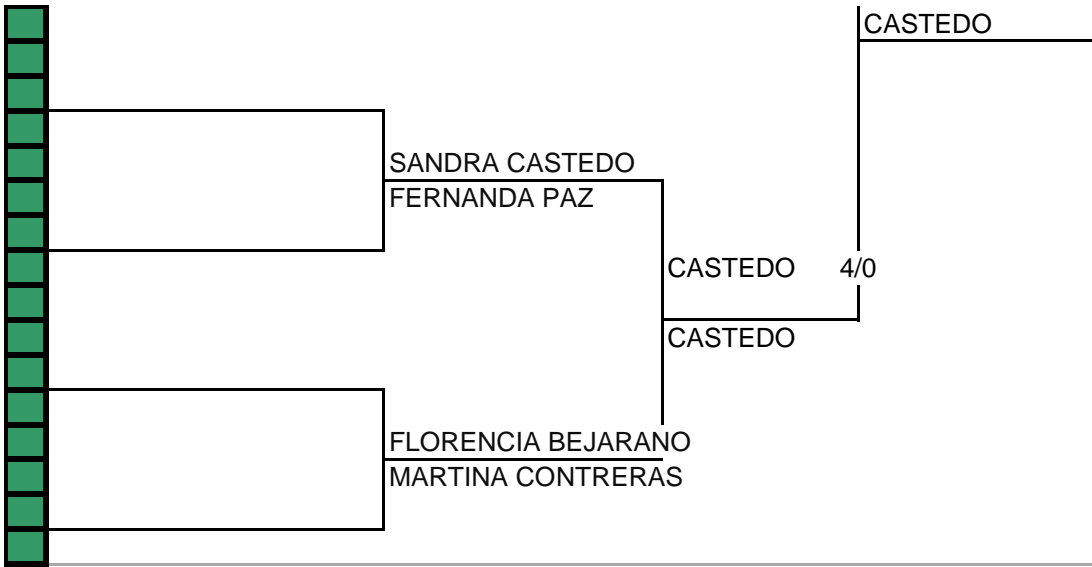 CASTEDO
SANDRA CASTEDO
FERNANDA PAZ
CASTEDO 4/0
CASTEDO
FLORENCIA BEJARANO
MARTINA CONTRERAS